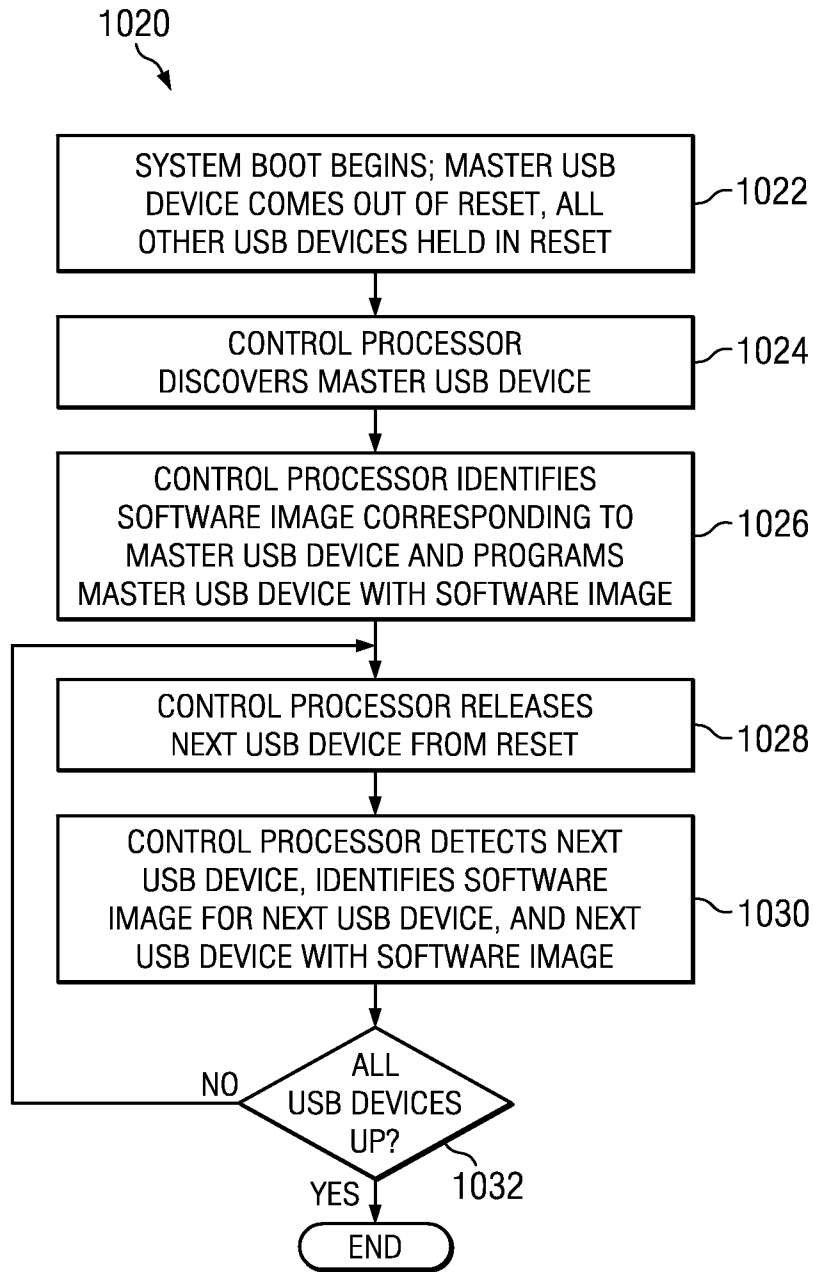 1020
SYSTEM BOOT BEGINS; MASTER USB
DEVICE COMES OUT OF RESET, ALL
OTHER USB DEVICES HELD IN RESET
1022
CONTROL PROCESSOR
DISCOVERS MASTER USB DEVICE
1024
CONTROL PROCESSOR IDENTIFIES
SOFTWARE IMAGE CORRESPONDING TO
MASTER USB DEVICE AND PROGRAMS
MASTER USB DEVICE WITH SOFTWARE IMAGE
1026
CONTROL PROCESSOR RELEASES
NEXT USB DEVICE FROM RESET
1028
CONTROL PROCESSOR DETECTS NEXT
USB DEVICE, IDENTIFIES SOFTWARE
IMAGE FOR NEXT USB DEVICE, AND NEXT
USB DEVICE WITH SOFTWARE IMAGE
1030
ALL
USB DEVICES
UP?
NO
1032
YES
END